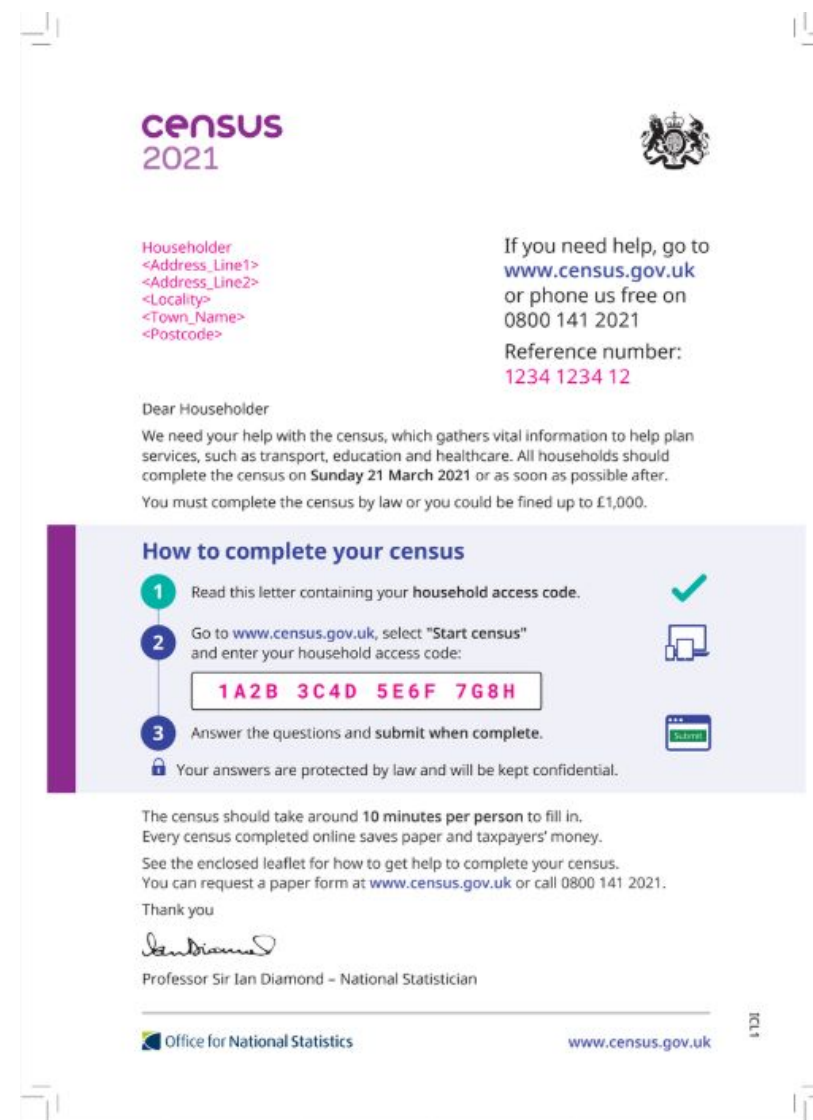 census
2021
Householder
<Address_Line1>
<Address_Line2>
<Locality>
<Town_Name>
<Postcode>
If you need help, go to
www.census.gov.uk
or phone us free on
0800 141 2021
Reference number:
1234 1234 12
Dear Householder
We need your help with the census, which gathers vital information to help plan
services, such as transport, education and healthcare. All households should
complete the census on Sunday 21 March 2021 or as soon as possible after.
You must complete the census by law or you could be fined up to £1,000.
How to complete your census
1 Read this letter containing your household access code.
2 Go to www.census.gov.uk, select "Start census"
and enter your household access code:
1A2B 3C4D 5E6F 7G8H
3 Answer the questions and submit when complete.
Submit
Your answers are protected by law and will be kept confidential.
The census should take around 10 minutes per person to fill in.
Every census completed online saves paper and taxpayers' money.
See the enclosed leaflet for how to get help to complete your census.
You can request a paper form at www.census.gov.uk or call 0800 141 2021.
Thank you
Ian Diamond
Professor Sir Ian Diamond – National Statistician
Office for National Statistics
www.census.gov.uk
ICL1